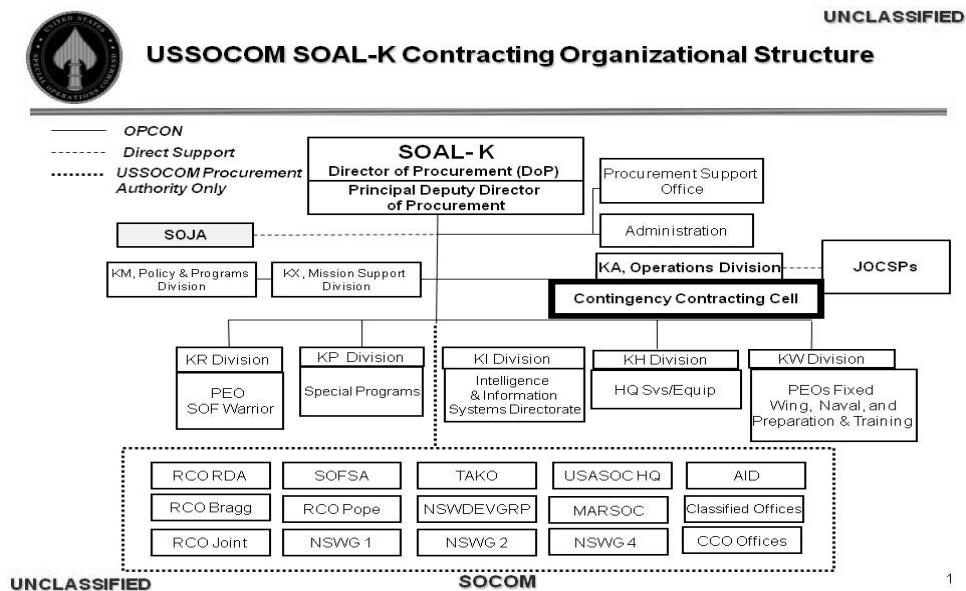 UNCLASSIFIED
UNITED STATES
SPECIAL OPERATIONS COMMAND
USSOCOM SOAL-K Contracting Organizational Structure
OPCON
Direct Support
USSOCOM Procurement
Authority Only
SOAL- K
Director of Procurement (DoP)
Principal Deputy Director
of Procurement
Procurement Support
Office
Administration
SOJA
KM, Policy & Programs
Division
KX, Mission Support
Division
KA, Operations Division
JOCSPs
Contingency Contracting Cell
KR Division
PEO
SOF Warrior
KP Division
Special Programs
KI Division
Intelligence
& Information
Systems Directorate
KH Division
HQ Svs/Equip
KW Division
PEOs Fixed
Wing, Naval, and
Preparation & Training
RCO RDA
SOFSA
TAKO
USASOC HQ
AID
RCO Bragg
RCO Pope
NSWDEVGRP
MARSOC
Classified Offices
RCO Joint
NSWG 1
NSWG 2
NSWG 4
CCO Offices
UNCLASSIFIED
SOCOM
1